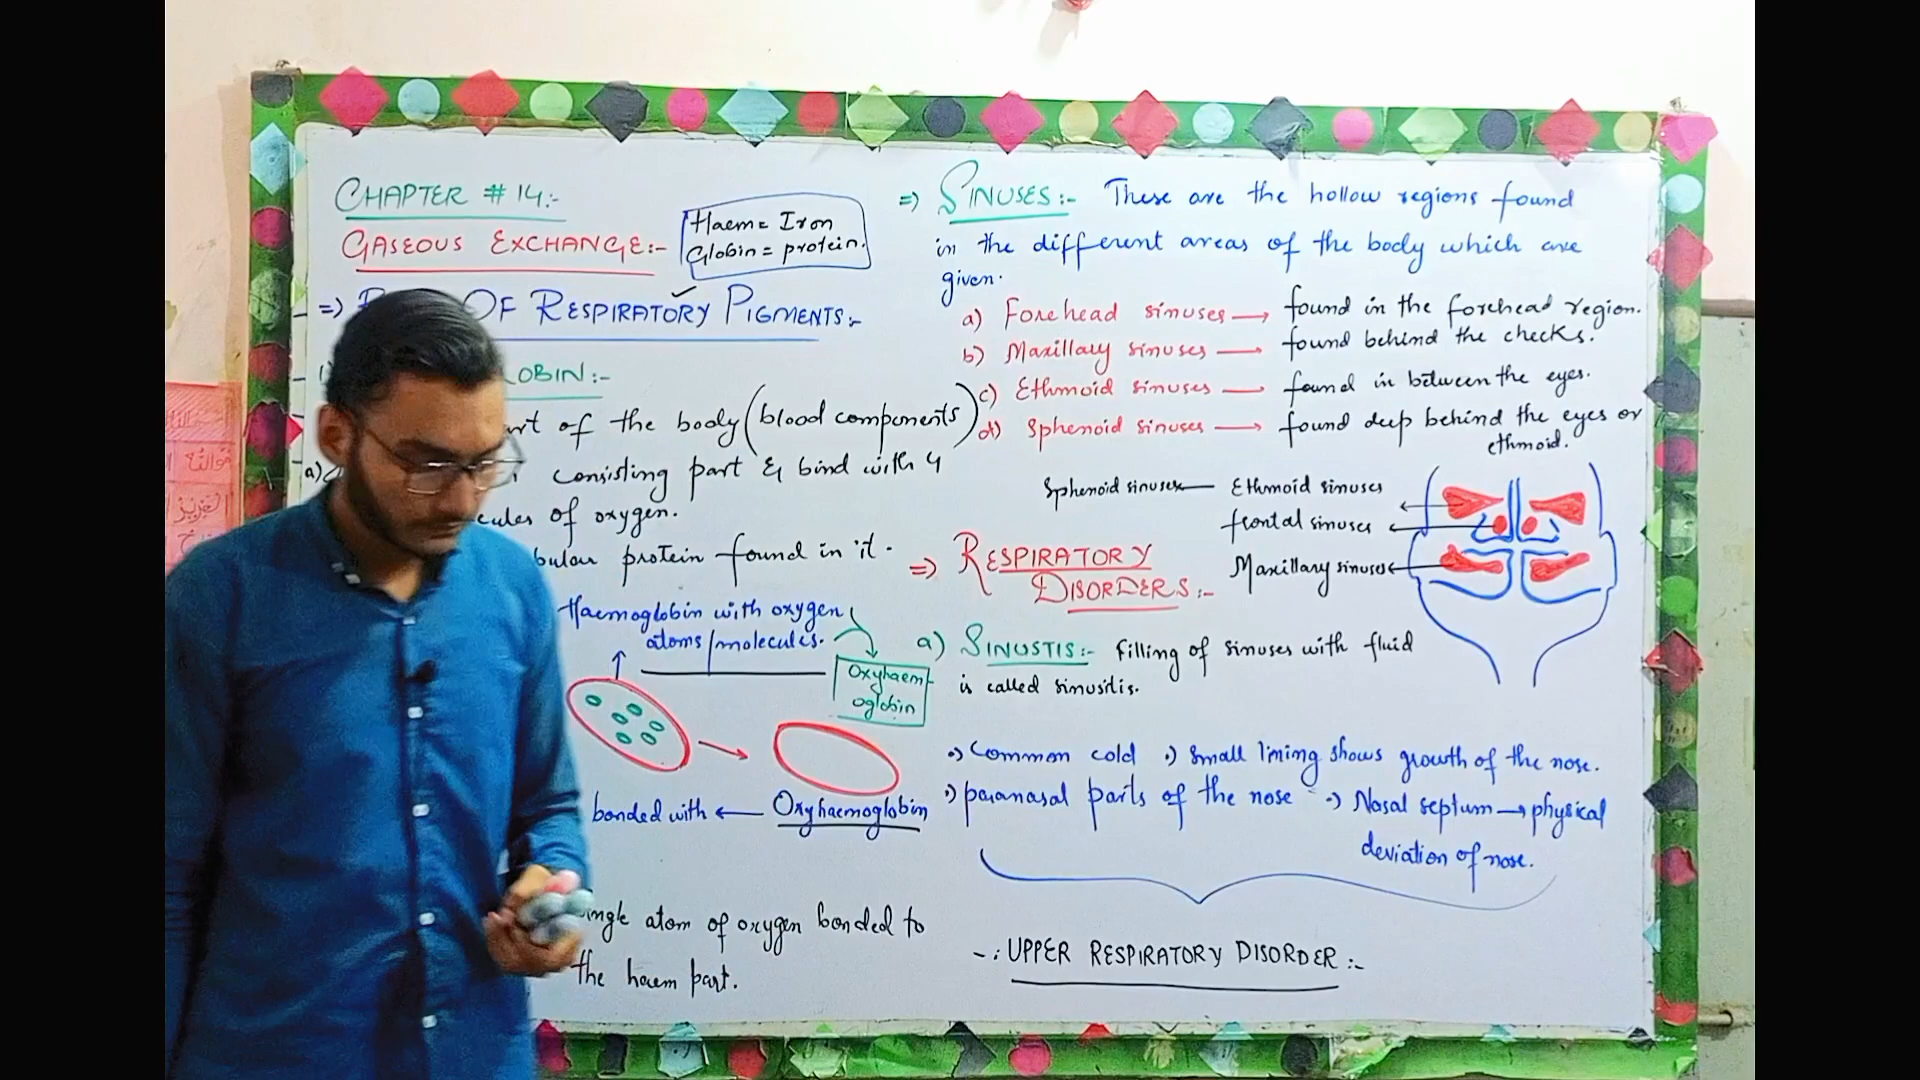 CHAPTER # 14:-
GASEOUS EXCHANGE:-
Haem = Iron
Globin = protein.
=) OF RESPIRATORY PIGMENTS:-
OBIN:-
of the body (blood components)
a) consisting part & bind with 4
cules of oxygen.
bular protein found in it.
Haemoglobin with oxygen
atoms/molecules.
Oxyhaem-
oglobin
bonded with ← Oxyhaemoglobin
single atom of oxygen bonded to
the haem part.
=) SINUSES:- These are the hollow regions found
in the different areas of the body which are
given.
a) Forehead sinuses → found in the forehead region.
b) Maxillary sinuses → found behind the checks.
c) Ethmoid sinuses → found in between the eyes.
d) Sphenoid sinuses → found deep behind the eyes or
ethmoid.
Sphenoid sinuses — Ethmoid sinuses
frontal sinuses
Maxillary sinuses
=) RESPIRATORY
DISORDERS:-
a) SINUSTIS:- Filling of sinuses with fluid
is called sinusitis.
•) Common cold •) Small lining shows growth of the nose.
•) paranasal parts of the nose •) Nasal septum → physical
deviation of nose.
-: UPPER RESPIRATORY DISORDER:-